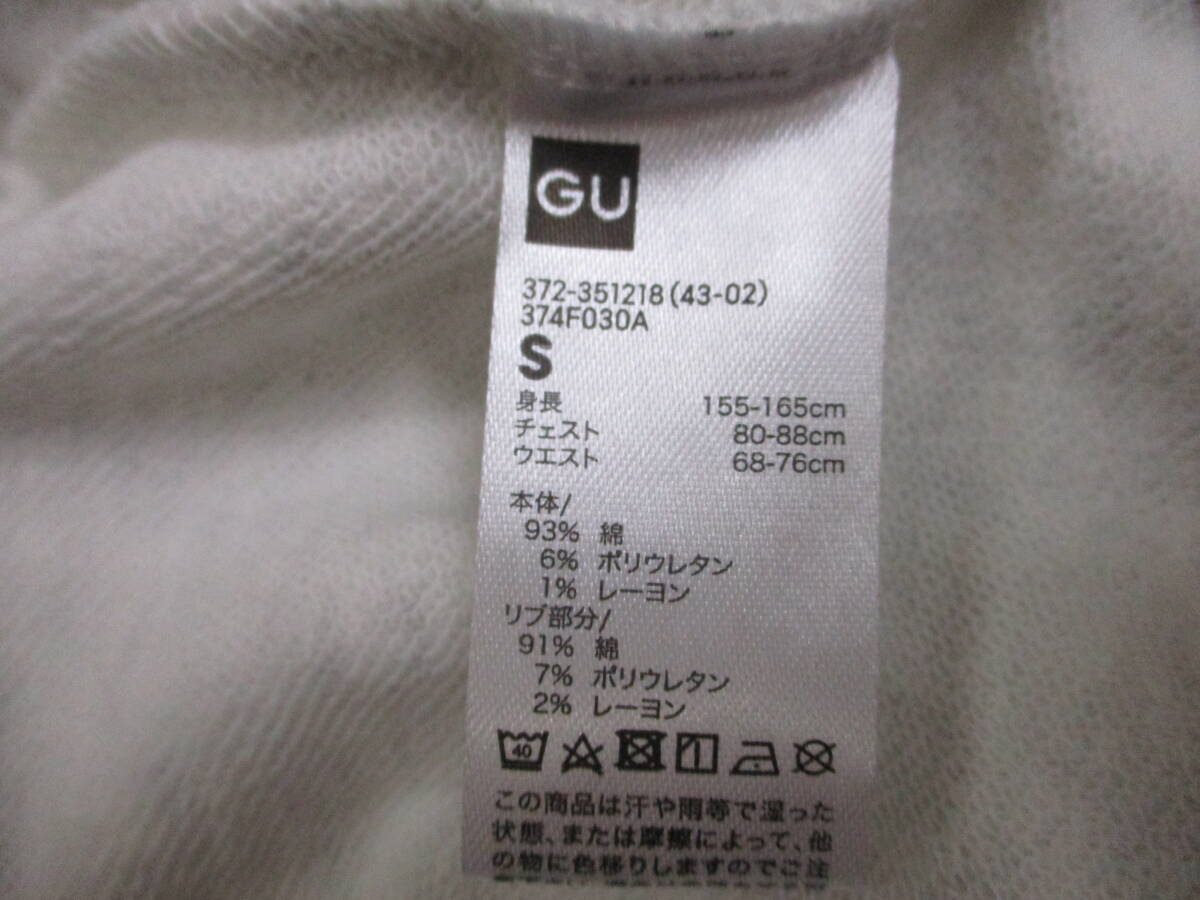 GU
372-351218 (43-02)
374F030A
S
身長 155-165cm
チェスト 80-88cm
ウエスト 68-76cm
本体/
93% 綿
6% ポリウレタン
1% レーヨン
リブ部分/
91% 綿
7% ポリウレタン
2% レーヨン
40
この商品は汗や雨等で湿った
状態、または摩擦によって、他
の物に色移りしますのでご注